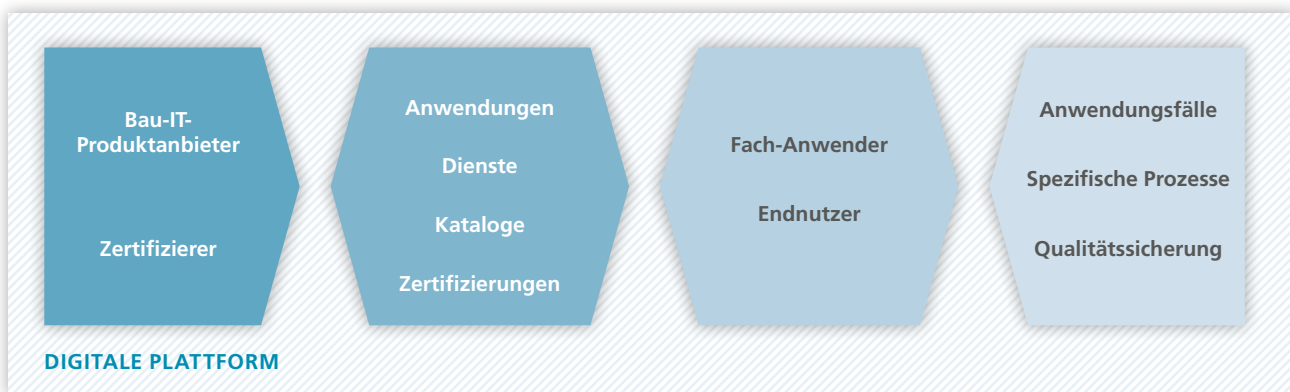 Bau-IT-
Produktanbieter
Zertifizierer
Anwendungen
Dienste
Kataloge
Zertifizierungen
Fach-Anwender
Endnutzer
Anwendungsfälle
Spezifische Prozesse
Qualitätssicherung
DIGITALE PLATTFORM